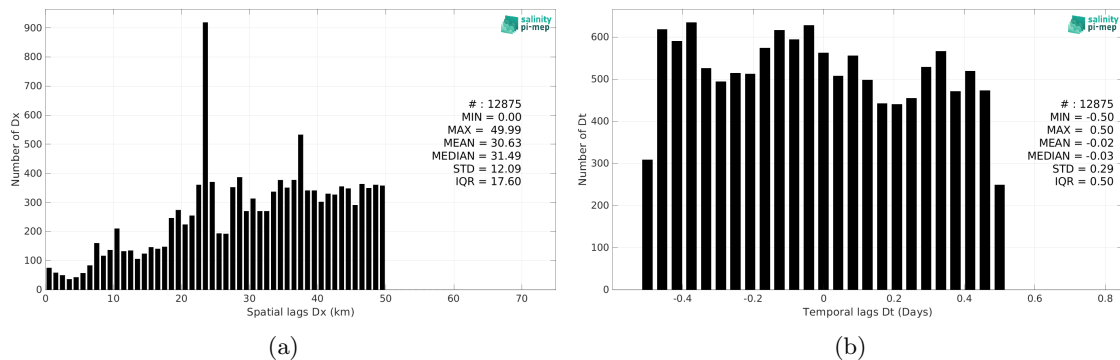 900
800
700
600
500
400
300
200
100
0
Number of Dx
0 10 20 30 40 50 60 70
Spatial lags Dx (km)
salinity
pi-mep
# : 12875
MIN = 0.00
MAX = 49.99
MEAN = 30.63
MEDIAN = 31.49
STD = 12.09
IQR = 17.60
(a)
600
500
400
300
200
100
0
Number of Dt
-0.4 -0.2 0 0.2 0.4 0.6 0.8
Temporal lags Dt (Days)
salinity
pi-mep
# : 12875
MIN = -0.50
MAX = 0.50
MEAN = -0.02
MEDIAN = -0.03
STD = 0.29
IQR = 0.50
(b)